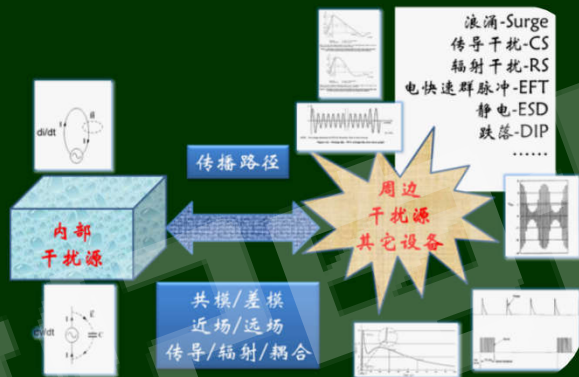 浪涌-Surge
传导干扰-CS
辐射干扰-RS
电快速群脉冲-EFT
静电-ESD
跌落-DIP
......
di/dt
传播路径
周边
干扰源
其它设备
内部
干扰源
共模/差模
近场/远场
传导/辐射/耦合